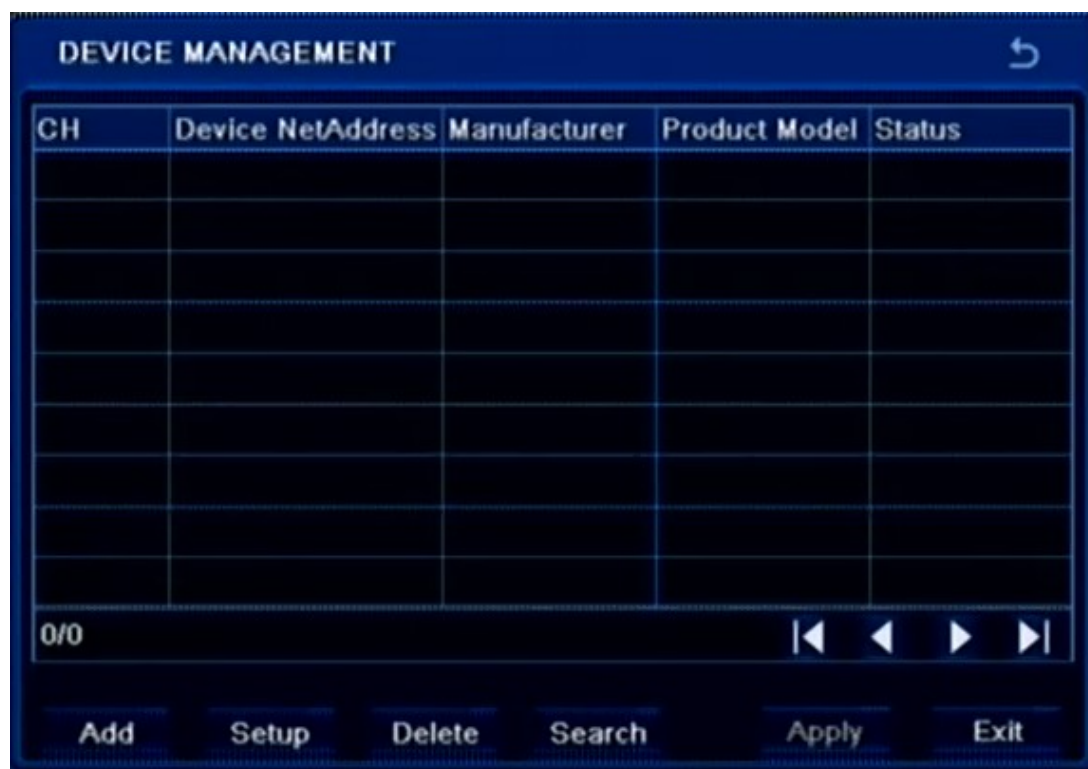 DEVICE MANAGEMENT
CH Device NetAddress Manufacturer Product Model Status
0/0
Add Setup Delete Search Apply Exit